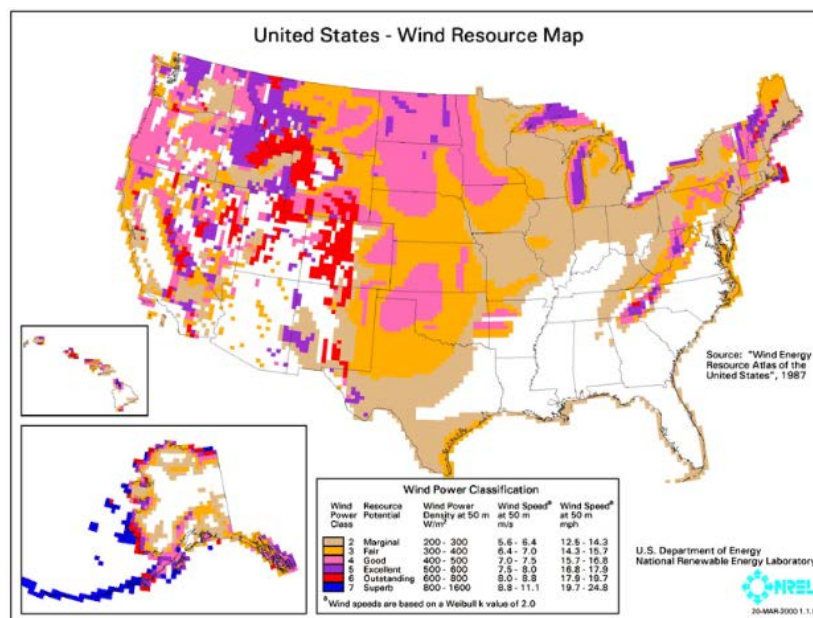 United States - Wind Resource Map
Source: "Wind Energy
Resource Atlas of the
United States", 1987
Wind Power Classification
Wind Power Class Resource Potential Wind Power Density at 50 m W/m² Wind Speedª at 50 m m/s Wind Speedª at 50 m mph
2 Marginal 200 - 300 5.6 - 6.4 12.5 - 14.3
3 Fair 300 - 400 6.4 - 7.0 14.3 - 15.7
4 Good 400 - 500 7.0 - 7.5 15.7 - 16.8
5 Excellent 500 - 600 7.5 - 8.0 16.8 - 17.9
6 Outstanding 600 - 800 8.0 - 8.8 17.9 - 19.7
7 Superb 800 - 1600 8.8 - 11.1 19.7 - 24.8
ª Wind speeds are based on a Weibull k value of 2.0
U.S. Department of Energy
National Renewable Energy Laboratory
NREL
20-MAR-2000 1.1.